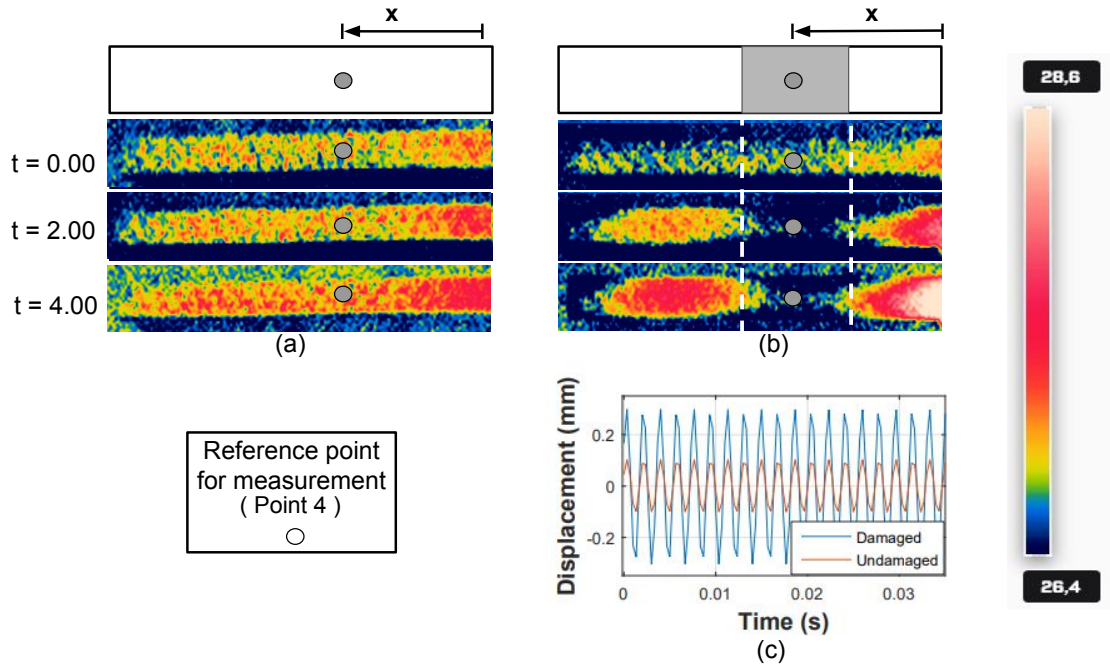 x
x
28,6
t = 0.00
t = 2.00
t = 4.00
(a)
(b)
Reference point
for measurement
( Point 4 )
Displacement (mm)
0.2
0
-0.2
Damaged
Undamaged
0
0.01
0.02
0.03
Time (s)
(c)
26,4